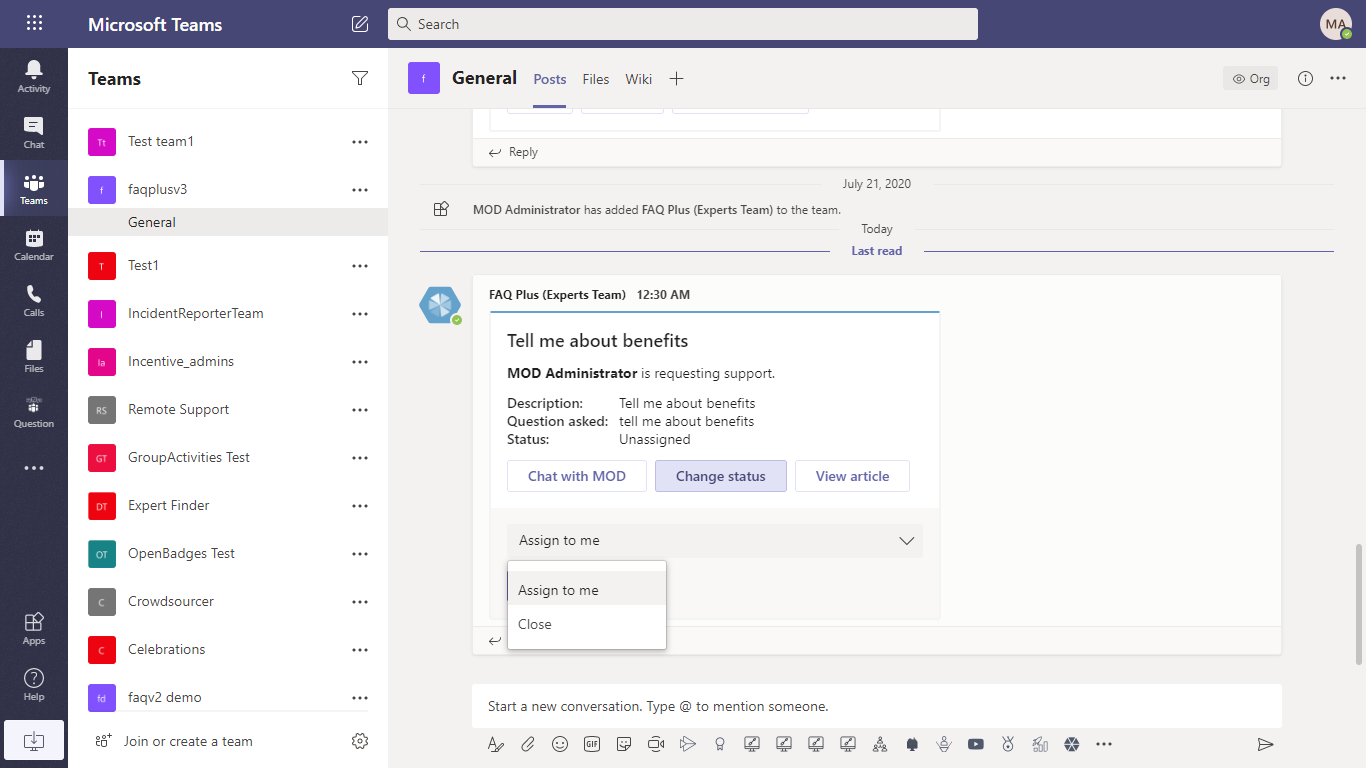 Microsoft Teams
Search
MA
Activity
Chat
Teams
Calendar
Calls
Files
Question
Apps
Help
Teams
Tt Test team1
f faqplusv3
General
T Test1
I IncidentReporterTeam
Ia Incentive_admins
RS Remote Support
GT GroupActivities Test
DT Expert Finder
OT OpenBadges Test
C Crowdsourcer
C Celebrations
fd faqv2 demo
Join or create a team
f General Posts Files Wiki
Org
Reply
July 21, 2020
MOD Administrator has added FAQ Plus (Experts Team) to the team.
Today
Last read
FAQ Plus (Experts Team) 12:30 AM
Tell me about benefits
MOD Administrator is requesting support.
Description: Tell me about benefits
Question asked: tell me about benefits
Status: Unassigned
Chat with MOD Change status View article
Assign to me
Assign to me
Close
Start a new conversation. Type @ to mention someone.
GIF